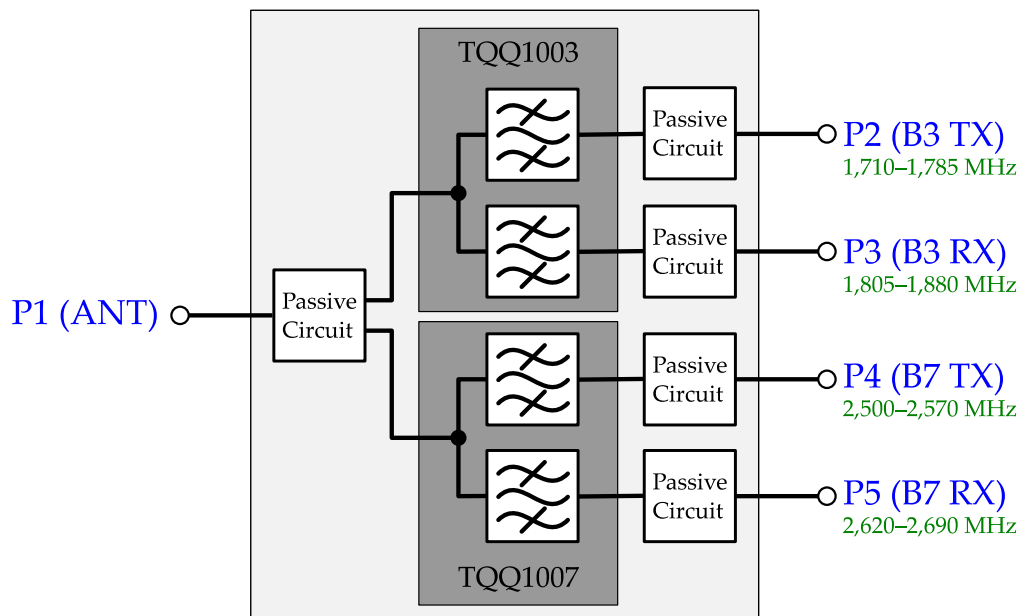 TQQ1003
Passive
Circuit
P2 (B3 TX)
1,710–1,785 MHz
Passive
Circuit
P3 (B3 RX)
1,805–1,880 MHz
P1 (ANT)
Passive
Circuit
Passive
Circuit
P4 (B7 TX)
2,500–2,570 MHz
Passive
Circuit
P5 (B7 RX)
2,620–2,690 MHz
TQQ1007